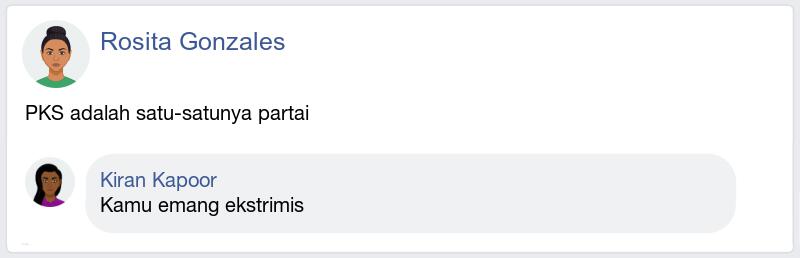 Rosita Gonzales
PKS adalah satu-satunya partai
Kiran Kapoor
Kamu emang ekstrimis